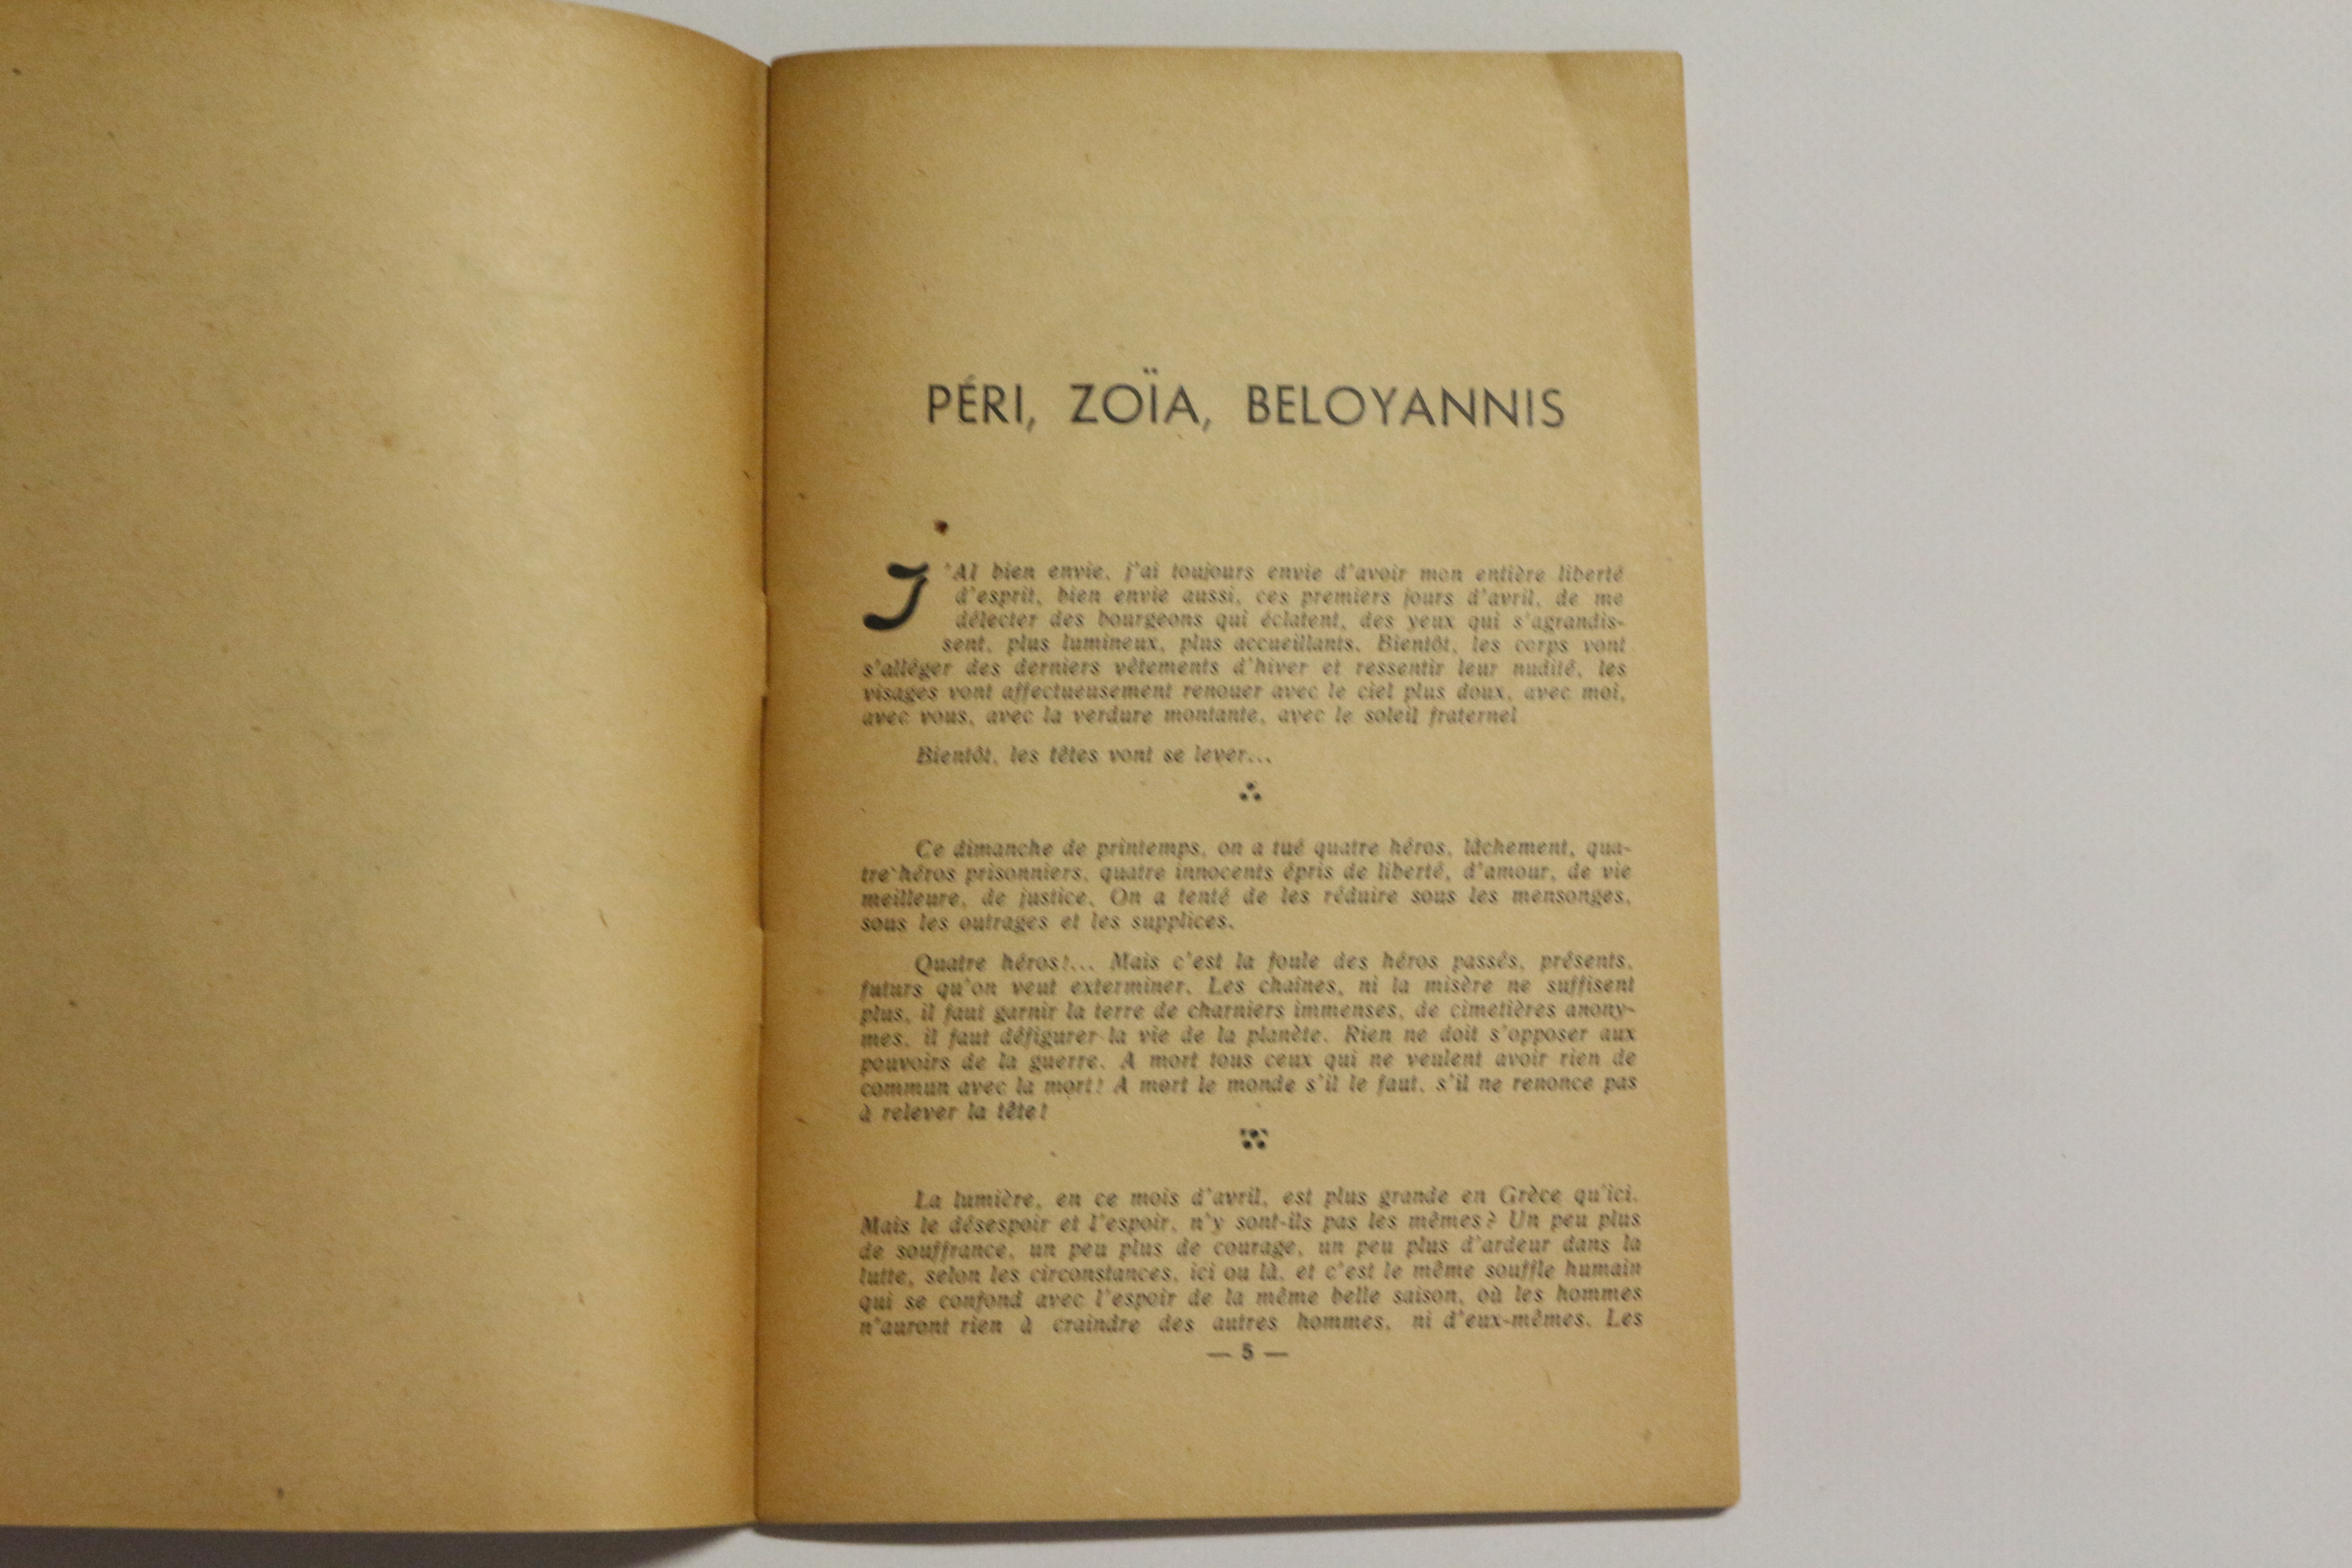 PÉRI, ZOÏA, BELOYANNIS
J'AI bien envie, j'ai toujours envie d'avoir mon entière liberté
d'esprit, bien envie aussi, ces premiers jours d'avril, de me
délecter des bourgeons qui éclatent, des yeux qui s'agrandis-
sent, plus lumineux, plus accueillants. Bientôt, les corps vont
s'alléger des derniers vêtements d'hiver et ressentir leur nudité, les
visages vont affectueusement renouer avec le ciel plus doux, avec moi,
avec vous, avec la verdure montante, avec le soleil fraternel
Bientôt, les têtes vont se lever...
Ce dimanche de printemps, on a tué quatre héros, lâchement, qua-
tre héros prisonniers, quatre innocents épris de liberté, d'amour, de vie
meilleure, de justice. On a tenté de les réduire sous les mensonges,
sous les outrages et les supplices.
Quatre héros!... Mais c'est la foule des héros passés, présents,
futurs qu'on veut exterminer. Les chaînes, ni la misère ne suffisent
plus, il faut garnir la terre de charniers immenses, de cimetières anony-
mes, il faut défigurer la vie de la planète. Rien ne doit s'opposer aux
pouvoirs de la guerre. A mort tous ceux qui ne veulent avoir rien de
commun avec la mort! A mort le monde s'il le faut, s'il ne renonce pas
à relever la tête!
La lumière, en ce mois d'avril, est plus grande en Grèce qu'ici.
Mais le désespoir et l'espoir, n'y sont-ils pas les mêmes? Un peu plus
de souffrance, un peu plus de courage, un peu plus d'ardeur dans la
lutte, selon les circonstances, ici ou là, et c'est le même souffle humain
qui se confond avec l'espoir de la même belle saison, où les hommes
n'auront rien à craindre des autres hommes, ni d'eux-mêmes. Les
— 5 —